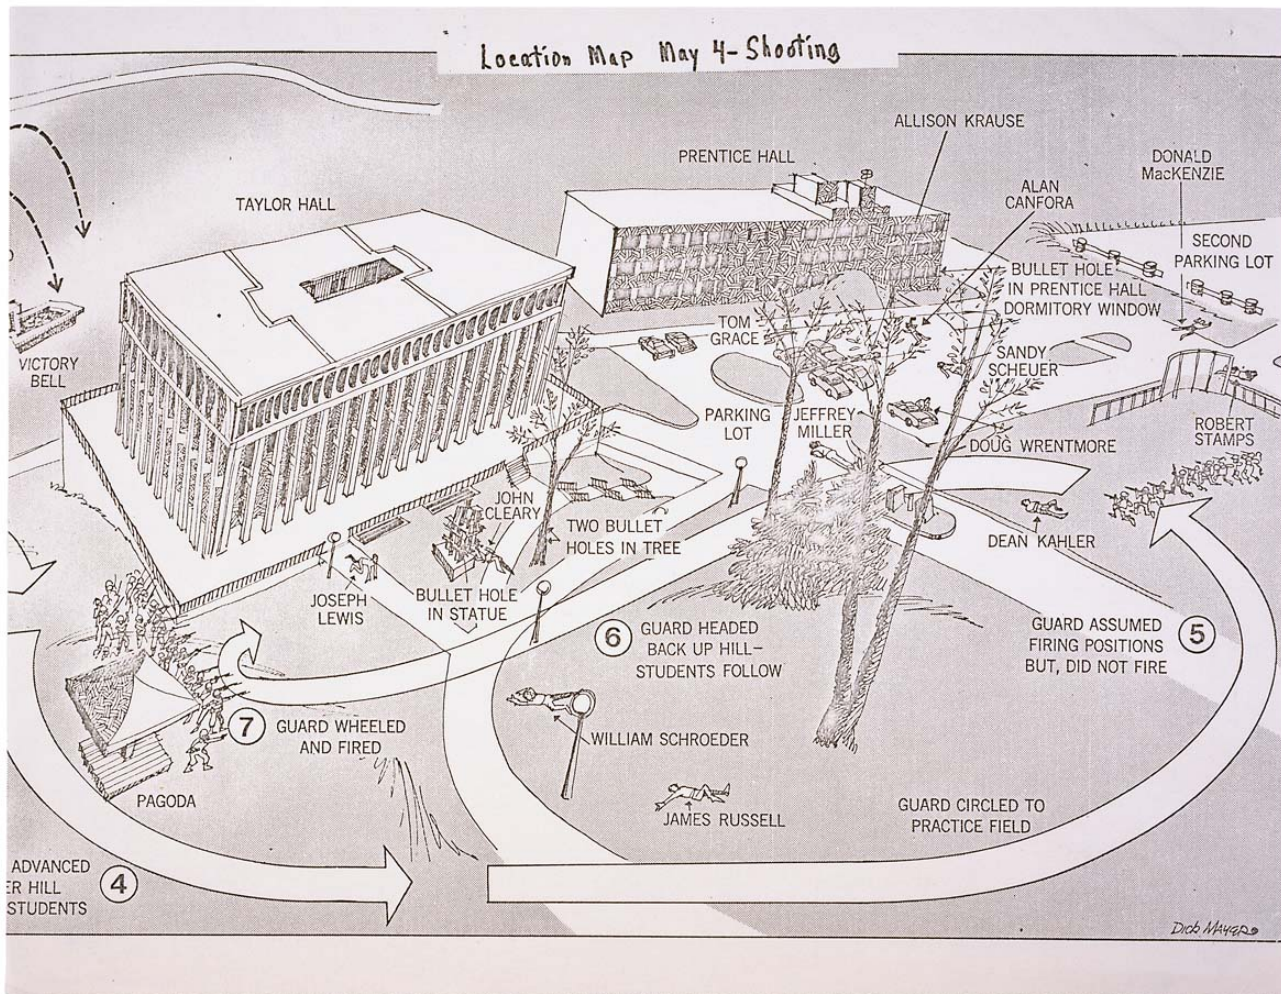 Location Map May 4-Shooting
ALLISON KRAUSE
PRENTICE HALL
DONALD
MacKENZIE
ALAN
CANFORA
TAYLOR HALL
SECOND
PARKING LOT
BULLET HOLE
IN PRENTICE HALL
DORMITORY WINDOW
TOM
GRACE
VICTORY
BELL
SANDY
SCHEUER
PARKING
LOT
JEFFREY
MILLER
ROBERT
STAMPS
DOUG WRENTMORE
JOHN
CLEARY
TWO BULLET
HOLES IN TREE
DEAN KAHLER
JOSEPH
LEWIS
BULLET HOLE
IN STATUE
6 GUARD HEADED
BACK UP HILL-
STUDENTS FOLLOW
GUARD ASSUMED 5
FIRING POSITIONS
BUT, DID NOT FIRE
7 GUARD WHEELED
AND FIRED
WILLIAM SCHROEDER
PAGODA
JAMES RUSSELL
GUARD CIRCLED TO
PRACTICE FIELD
ADVANCED 4
ER HILL
STUDENTS
Dick Mayer